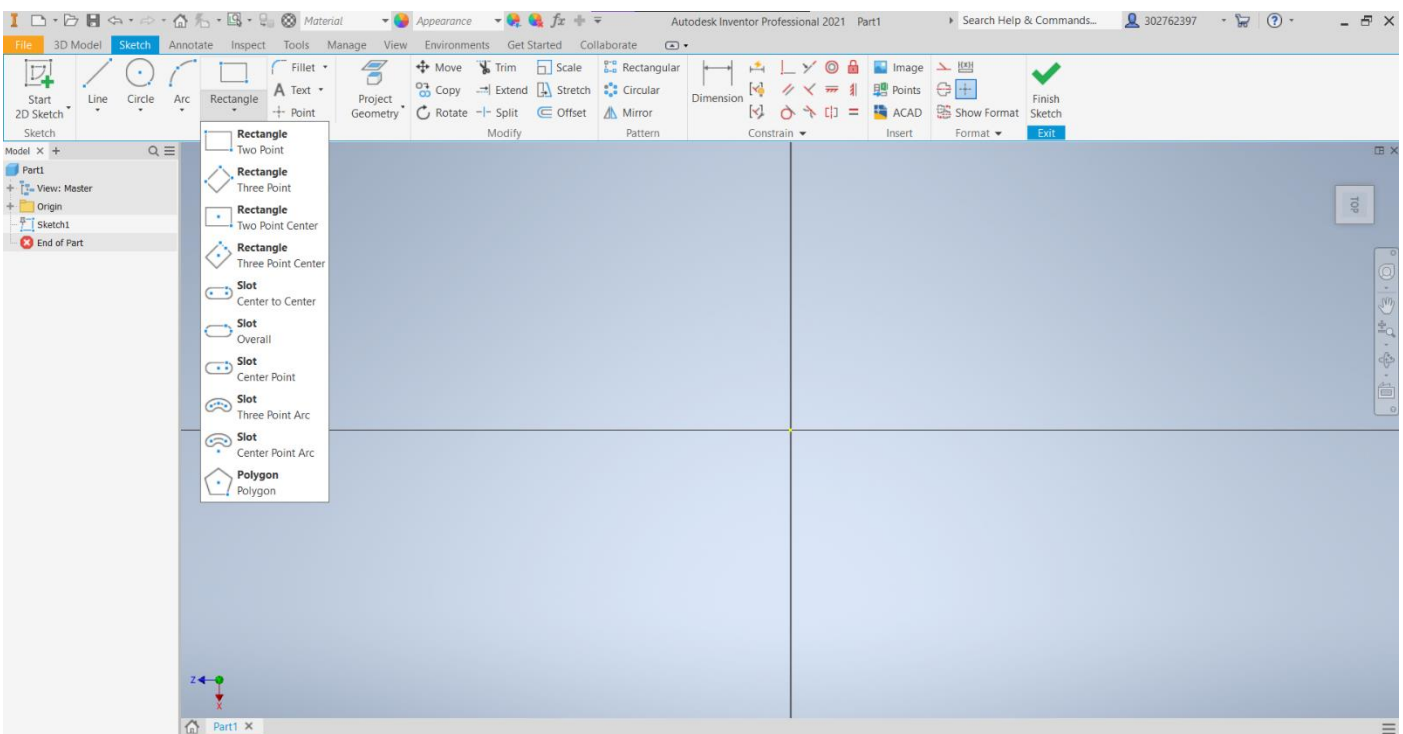 Material
Appearance
fx
Autodesk Inventor Professional 2021 Part1
Search Help & Commands...
302762397
File 3D Model Sketch Annotate Inspect Tools Manage View Environments Get Started Collaborate
Start
2D Sketch
Line
Circle
Arc
Rectangle
Fillet
Text
Point
Project
Geometry
Move
Copy
Rotate
Trim
Extend
Split
Scale
Stretch
Offset
Rectangular
Circular
Mirror
Dimension
Image
Points
ACAD
Show Format
Finish
Sketch
Sketch
Modify
Pattern
Constrain
Insert
Format
Exit
Model × +
Part1
View: Master
Origin
Sketch1
End of Part
Rectangle
Two Point
Rectangle
Three Point
Rectangle
Two Point Center
Rectangle
Three Point Center
Slot
Center to Center
Slot
Overall
Slot
Center Point
Slot
Three Point Arc
Slot
Center Point Arc
Polygon
Polygon
TOP
Z
X
Part1 ×